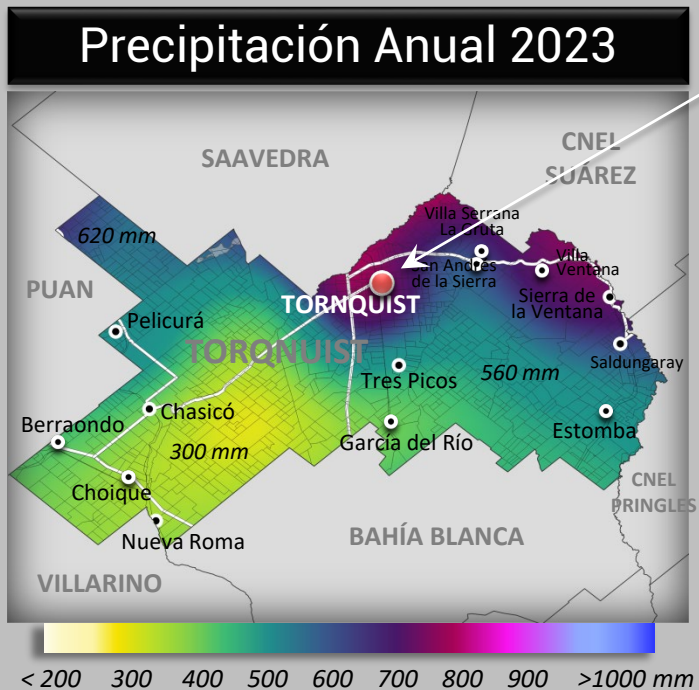 Precipitación Anual 2023
SAAVEDRA
CNEL
SUÁREZ
Villa Serrana
La Gruta
620 mm
San Andrés
de la Sierra
Villa
Ventana
PUAN
TORNQUIST
Sierra de
la Ventana
Pelicurá
TORQNUIST
Saldungaray
Tres Picos
560 mm
Chasicó
Berraondo
300 mm
García del Río
Estomba
Choique
CNEL
PRINGLES
Nueva Roma
BAHÍA BLANCA
VILLARINO
< 200 300 400 500 600 700 800 900 >1000 mm